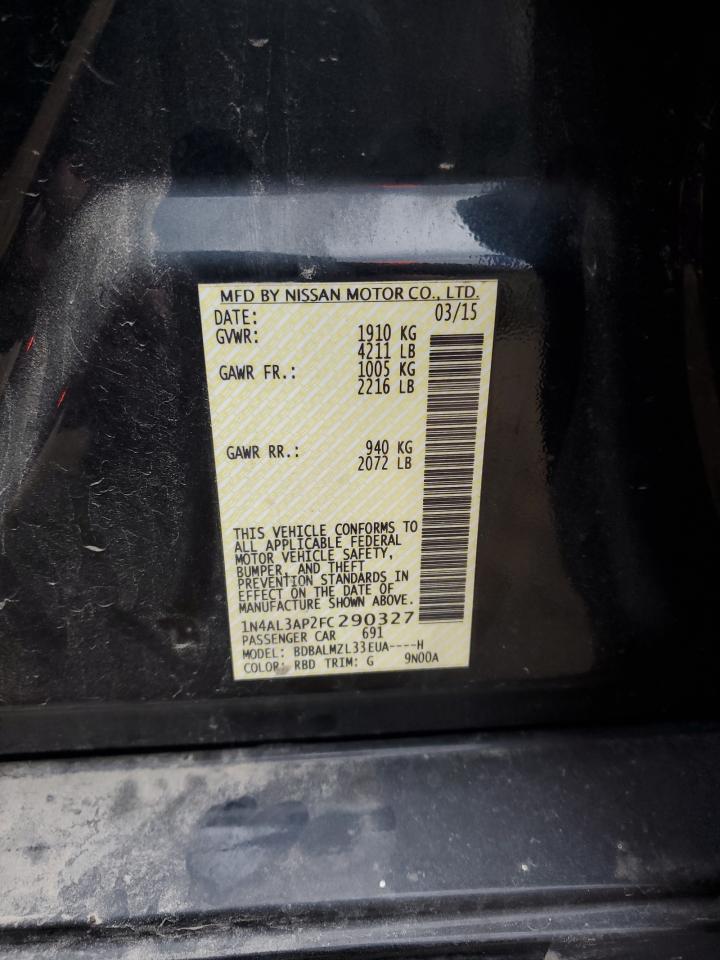 MFD BY NISSAN MOTOR CO., LTD.
DATE: 03/15
GVWR: 1910 KG
4211 LB
GAWR FR.: 1005 KG
2216 LB
GAWR RR.: 940 KG
2072 LB
THIS VEHICLE CONFORMS TO
ALL APPLICABLE FEDERAL
MOTOR VEHICLE SAFETY,
BUMPER, AND THEFT
PREVENTION STANDARDS IN
EFFECT ON THE DATE OF
MANUFACTURE SHOWN ABOVE.
1N4AL3AP2FC290327
PASSENGER CAR 691
MODEL: BDBALMZL33EUA----H
COLOR: RBD TRIM: G 9N00A